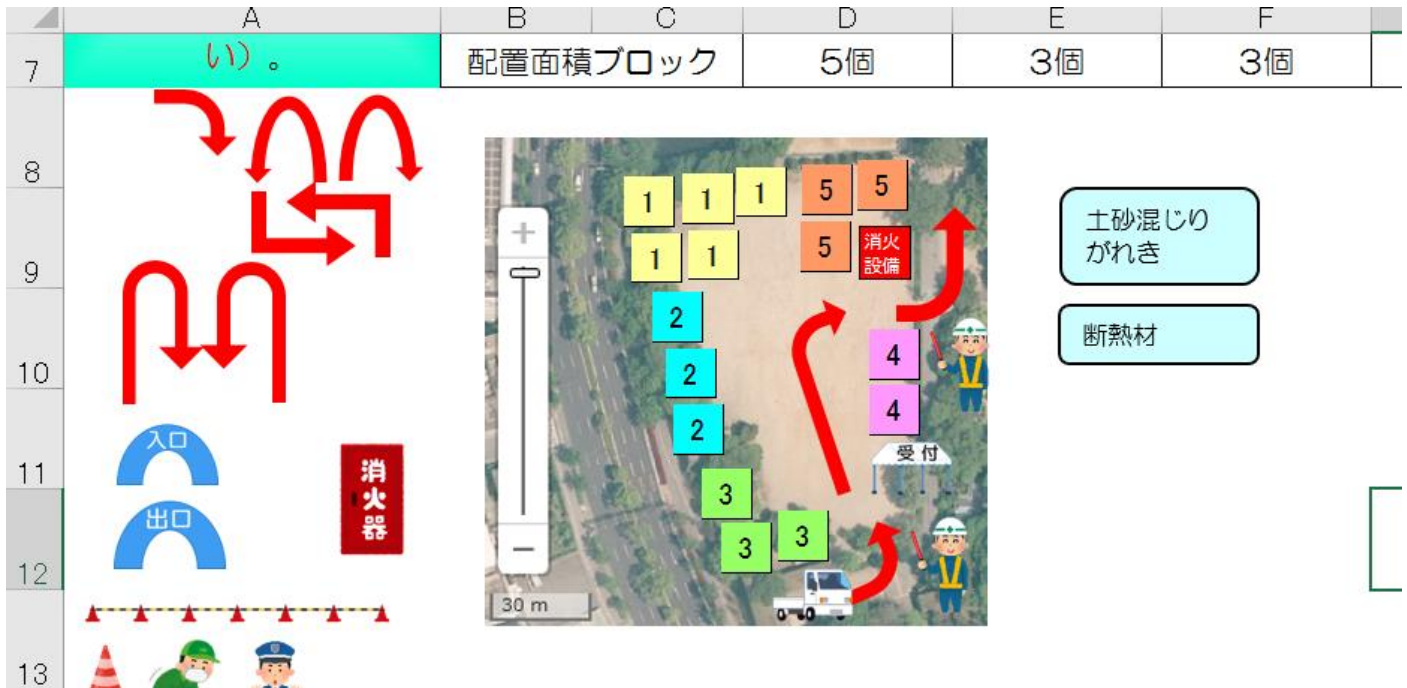 A B C D E F
7 い）。 配置面積ブロック 5個 3個 3個
8
1 1 1 5 5
土砂混じり
がれき
9
1 1 5 消火
設備
2
断熱材
10
2 4
2 4
入口
受付
11
消
火
器
3
出口
3 3
12
30 m
13